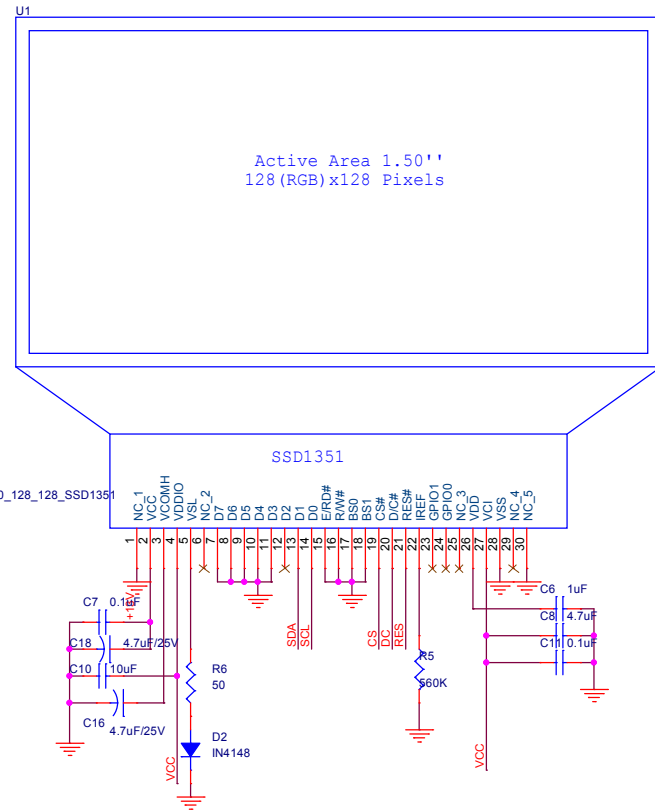 U1
Active Area 1.50''
128(RGB)x128 Pixels
SSD1351
0_128_128_SSD1351
NC_1
VCC
VCOMH
VDDIO
VSL
NC_2
D7
D6
D5
D4
D3
D2
D1
D0
E/RD#
R/W#
BS0
BS1
CS#
D/C#
RES#
IREF
GPIO1
GPIO0
NC_3
VDD
VCI
VSS
NC_4
NC_5
1
2
3
4
5
6
7
8
9
10
11
12
13
14
15
16
17
18
19
20
21
22
23
24
25
26
27
28
29
30
C7 0.1uF
C18 4.7uF/25V
C10 10uF
C16 4.7uF/25V
R6
50
D2
IN4148
VCC
SDA
SCL
CS
DC
RES
R5
560K
C6 1uF
C8 4.7uF
C11 0.1uF
VCC